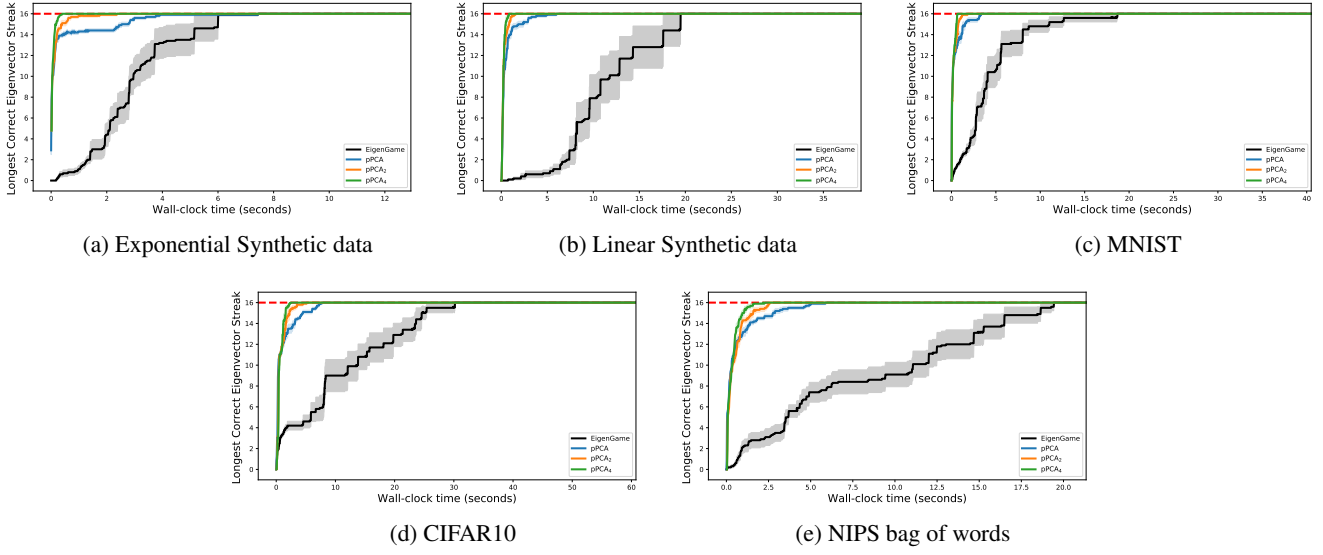 Longest Correct Eigenvector Streak
16
14
12
10
8
6
4
2
0
0 2 4 6 8 10 12
Wall-clock time (seconds)
EigenGame
pPCA
pPCA₂
pPCA₄
(a) Exponential Synthetic data
Longest Correct Eigenvector Streak
16
14
12
10
8
6
4
2
0
0 5 10 15 20 25 30 35
Wall-clock time (seconds)
EigenGame
pPCA
pPCA₂
pPCA₄
(b) Linear Synthetic data
Longest Correct Eigenvector Streak
16
14
12
10
8
6
4
2
0
0 5 10 15 20 25 30 35 40
Wall-clock time (seconds)
EigenGame
pPCA
pPCA₂
pPCA₄
(c) MNIST
Longest Correct Eigenvector Streak
16
14
12
10
8
6
4
2
0
0 10 20 30 40 50 60
Wall-clock time (seconds)
EigenGame
pPCA
pPCA₂
pPCA₄
(d) CIFAR10
Longest Correct Eigenvector Streak
16
14
12
10
8
6
4
2
0
0.0 2.5 5.0 7.5 10.0 12.5 15.0 17.5 20.0
Wall-clock time (seconds)
EigenGame
pPCA
pPCA₂
pPCA₄
(e) NIPS bag of words